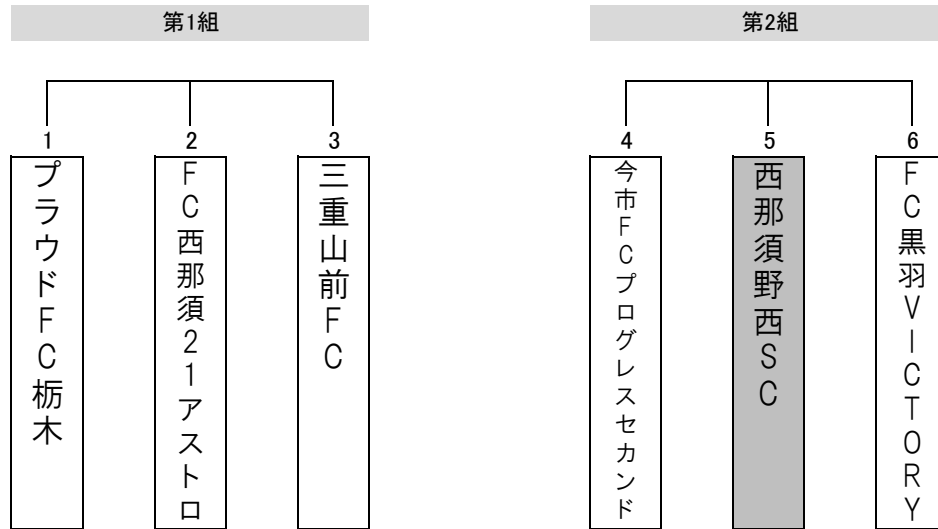 第1組
第2組
1
2
3
4
5
6
プラウドFC栃木
FC西那須21アストロ
三重山前FC
今市FCプログレスセカンド
西那須野西SC
FC黒羽VICTORY